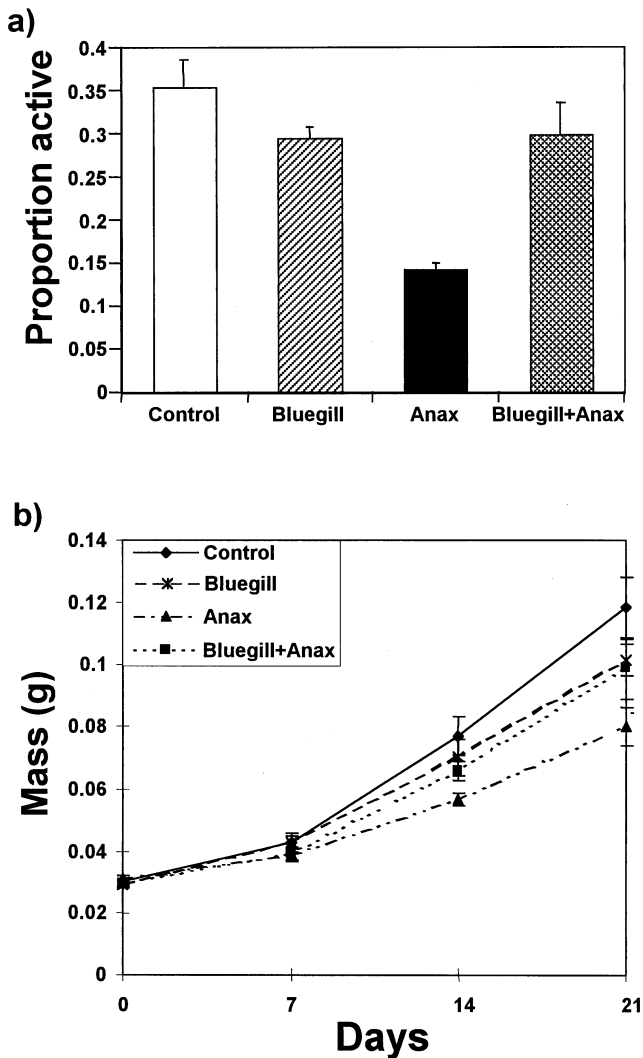 a)
Proportion active
0.4
0.35
0.3
0.25
0.2
0.15
0.1
0.05
0
Control Bluegill Anax Bluegill+Anax
b)
Mass (g)
0.14
0.12
0.1
0.08
0.06
0.04
0.02
0
Control
Bluegill
Anax
Bluegill+Anax
0 7 14 21
Days